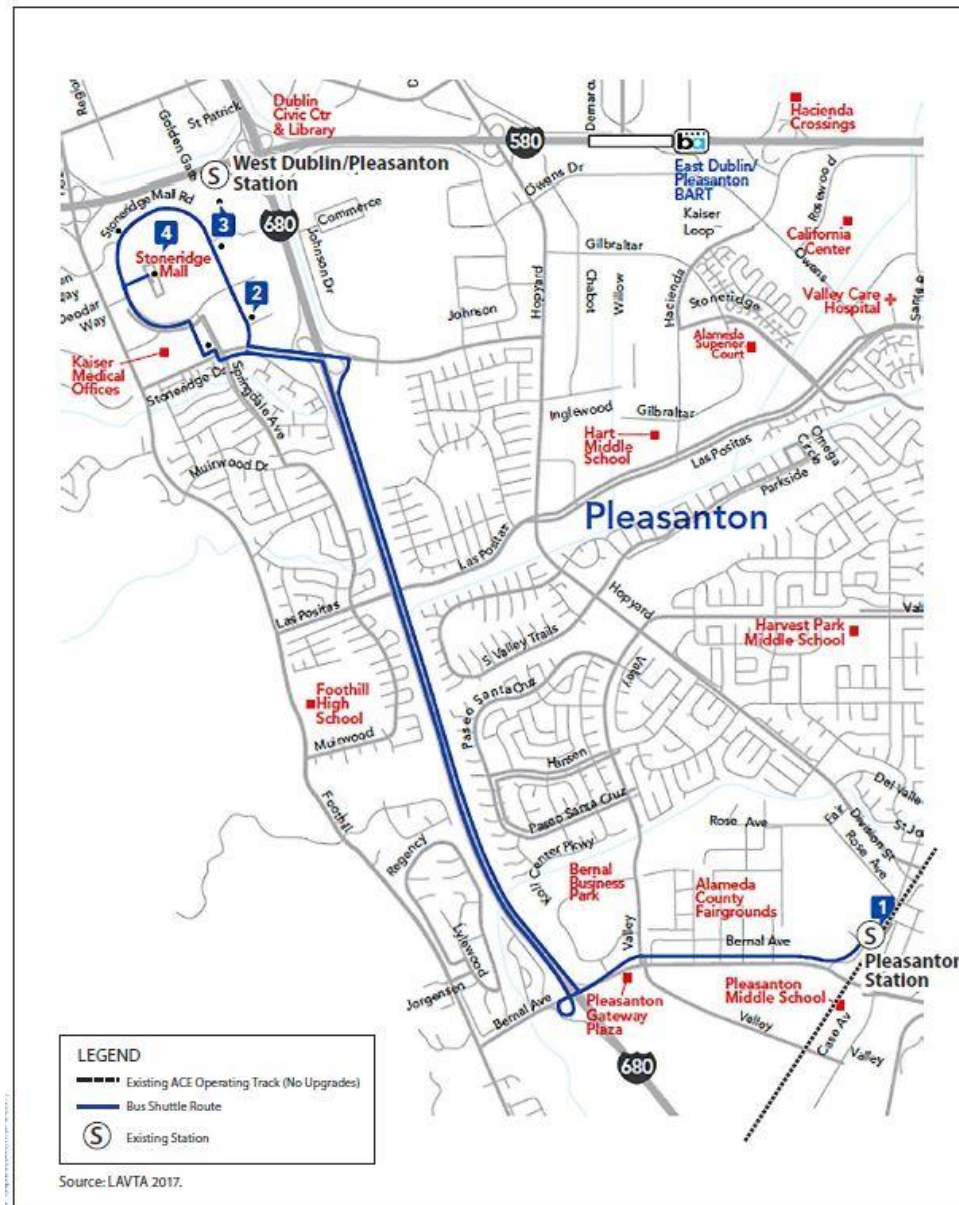 St Patrick
Golden Gate
Dublin
Civic Ctr
& Library
580
Hacienda
Crossings
West Dublin/Pleasanton
Station
S
Owens Dr
East Dublin/
Pleasanton
BART
Rosewood
Kaiser
Loop
Stoneridge Mall Rd
3
680
Commerce
Johnson Dr
California
Center
4
Stoneridge
Mall
Gilbraltar
Hopyard
Chabot
Willow
Hacienda
Owens
Stoneridge
Valley Care
Hospital
2
Deodar
Way
Johnson
Alameda
Superior
Court
Kaiser
Medical
Offices
Stoneridge Dr
Springdale Ave
Inglewood
Gilbraltar
Hart
Middle
School
Las Positas
Omega
Circle
Parkside
Muirwood Dr
Pleasanton
Las Positas
Las Positas
Hopyard
S Valley Trails
Harvest Park
Middle School
Valley
Paseo Santa Cruz
Foothill
High
School
Muirwood
Hansen
Paseo Santa Cruz
Foothill
Regency
Koll Center Pkwy
Rose Ave
Fair
Division St
Rose Ave
Del Valle
Bernal
Business
Park
Alameda
County
Fairgrounds
1
Lylewood
Valley
Bernal Ave
S
Pleasanton
Station
Jorgensen
Bernal Ave
Pleasanton
Gateway
Plaza
Pleasanton
Middle School
Valley
Case Av
Valley
680
LEGEND
Existing ACE Operating Track (No Upgrades)
Bus Shuttle Route
S Existing Station
Source: LAVTA 2017.